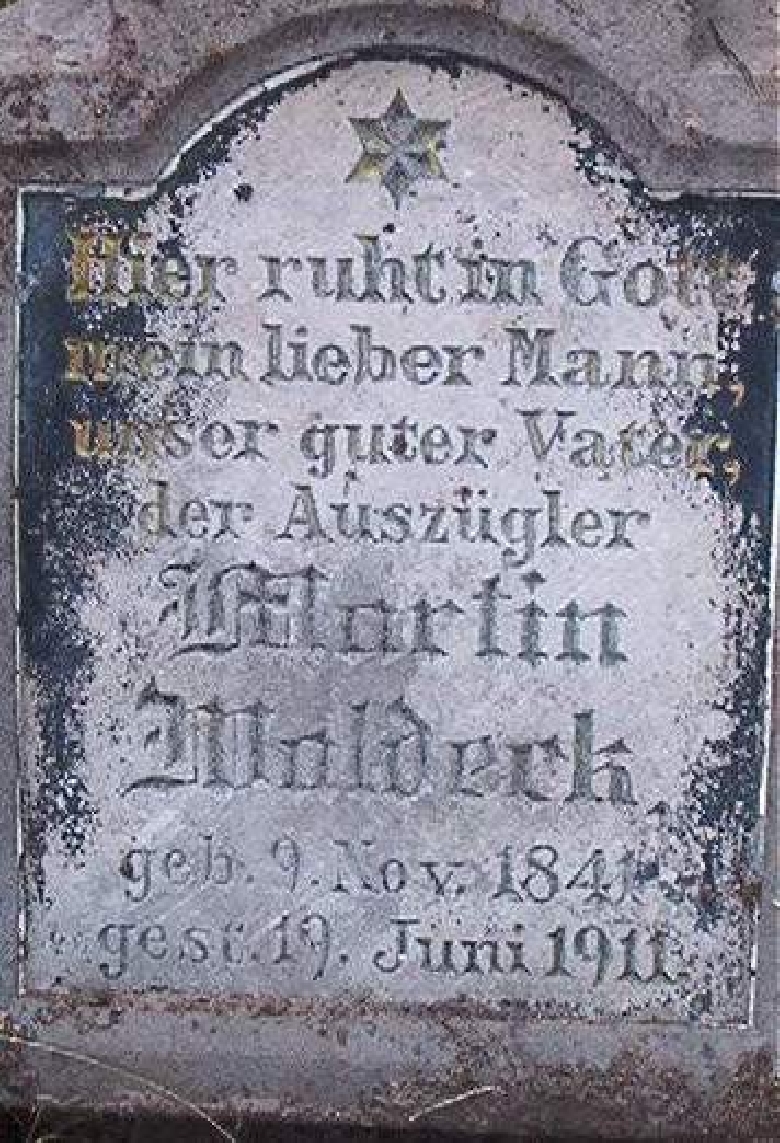 Hier ruht in Gott
mein lieber Mann,
unser guter Vater,
der Auszügler
Martin
Woldeck,
geb. 9. Nov. 1841
gest. 19. Juni 1911